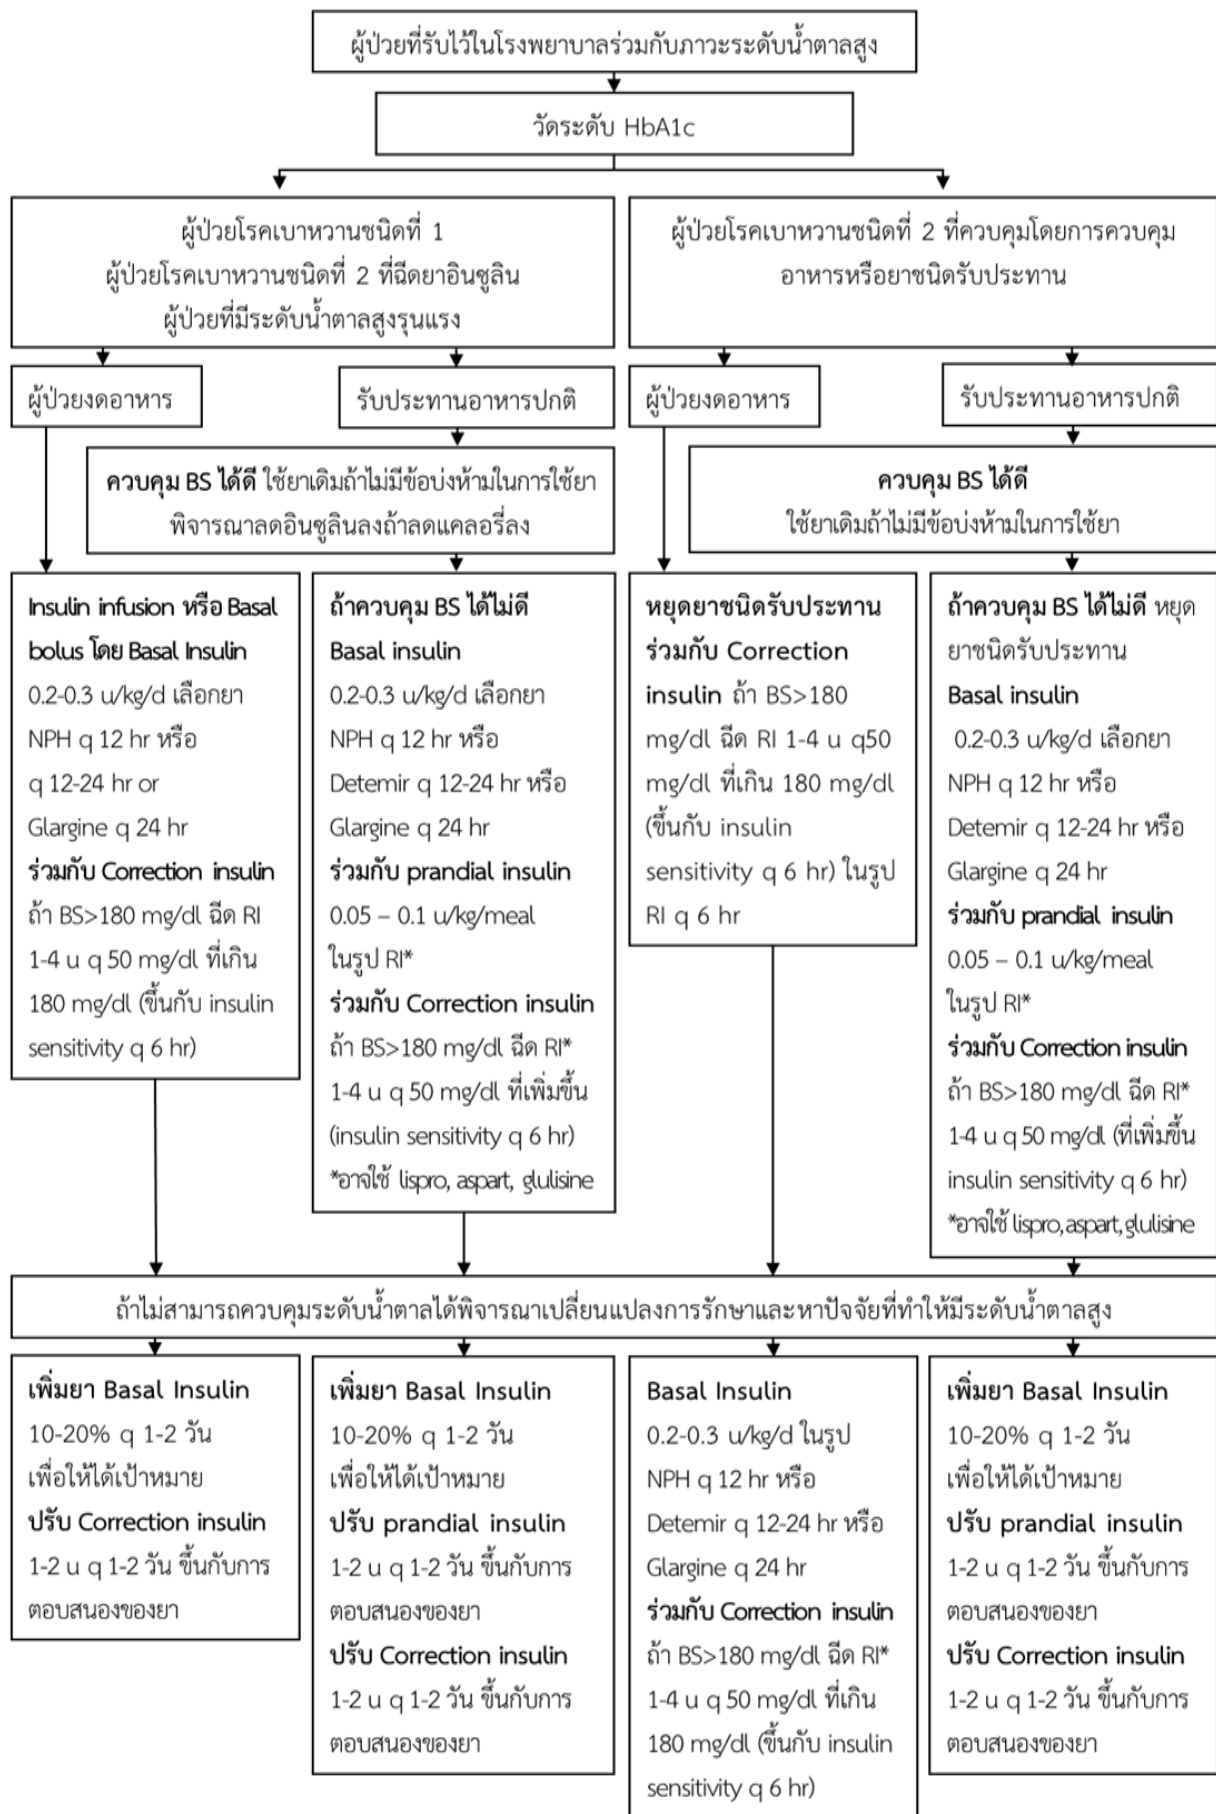 ผู้ป่วยที่รับไว้ในโรงพยาบาลร่วมกับภาวะระดับน้ำตาลสูง
วัดระดับ HbA1c
ผู้ป่วยโรคเบาหวานชนิดที่ 1
ผู้ป่วยโรคเบาหวานชนิดที่ 2 ที่ฉีดยาอินซูลิน
ผู้ป่วยที่มีระดับน้ำตาลสูงรุนแรง
ผู้ป่วยโรคเบาหวานชนิดที่ 2 ที่ควบคุมโดยการควบคุม
อาหารหรือยาชนิดรับประทาน
ผู้ป่วยงดอาหาร
รับประทานอาหารปกติ
ผู้ป่วยงดอาหาร
รับประทานอาหารปกติ
ควบคุม BS ได้ดี ใช้ยาเดิมถ้าไม่มีข้อบ่งห้ามในการใช้ยา
พิจารณาลดอินซูลินลงถ้าลดแคลอรี่ลง
ควบคุม BS ได้ดี
ใช้ยาเดิมถ้าไม่มีข้อบ่งห้ามในการใช้ยา
Insulin infusion หรือ Basal
bolus โดย Basal Insulin
0.2-0.3 u/kg/d เลือกยา
NPH q 12 hr หรือ
q 12-24 hr or
Glargine q 24 hr
ร่วมกับ Correction insulin
ถ้า BS>180 mg/dl ฉีด RI
1-4 u q 50 mg/dl ที่เกิน
180 mg/dl (ขึ้นกับ insulin
sensitivity q 6 hr)
ถ้าควบคุม BS ได้ไม่ดี
Basal insulin
0.2-0.3 u/kg/d เลือกยา
NPH q 12 hr หรือ
Detemir q 12-24 hr หรือ
Glargine q 24 hr
ร่วมกับ prandial insulin
0.05 – 0.1 u/kg/meal
ในรูป RI*
ร่วมกับ Correction insulin
ถ้า BS>180 mg/dl ฉีด RI*
1-4 u q 50 mg/dl ที่เพิ่มขึ้น
(insulin sensitivity q 6 hr)
*อาจใช้ lispro, aspart, glulisine
หยุดยาชนิดรับประทาน
ร่วมกับ Correction
insulin ถ้า BS>180
mg/dl ฉีด RI 1-4 u q50
mg/dl ที่เกิน 180 mg/dl
(ขึ้นกับ insulin
sensitivity q 6 hr) ในรูป
RI q 6 hr
ถ้าควบคุม BS ได้ไม่ดี หยุด
ยาชนิดรับประทาน
Basal insulin
0.2-0.3 u/kg/d เลือกยา
NPH q 12 hr หรือ
Detemir q 12-24 hr หรือ
Glargine q 24 hr
ร่วมกับ prandial insulin
0.05 – 0.1 u/kg/meal
ในรูป RI*
ร่วมกับ Correction insulin
ถ้า BS>180 mg/dl ฉีด RI*
1-4 u q 50 mg/dl (ที่เพิ่มขึ้น
insulin sensitivity q 6 hr)
*อาจใช้ lispro, aspart, glulisine
ถ้าไม่สามารถควบคุมระดับน้ำตาลได้พิจารณาเปลี่ยนแปลงการรักษาและหาปัจจัยที่ทำให้มีระดับน้ำตาลสูง
เพิ่มยา Basal Insulin
10-20% q 1-2 วัน
เพื่อให้ได้เป้าหมาย
ปรับ Correction insulin
1-2 u q 1-2 วัน ขึ้นกับการ
ตอบสนองของยา
เพิ่มยา Basal Insulin
10-20% q 1-2 วัน
เพื่อให้ได้เป้าหมาย
ปรับ prandial insulin
1-2 u q 1-2 วัน ขึ้นกับการ
ตอบสนองของยา
ปรับ Correction insulin
1-2 u q 1-2 วัน ขึ้นกับการ
ตอบสนองของยา
Basal Insulin
0.2-0.3 u/kg/d ในรูป
NPH q 12 hr หรือ
Detemir q 12-24 hr หรือ
Glargine q 24 hr
ร่วมกับ Correction insulin
ถ้า BS>180 mg/dl ฉีด RI*
1-4 u q 50 mg/dl ที่เกิน
180 mg/dl (ขึ้นกับ insulin
sensitivity q 6 hr)
เพิ่มยา Basal Insulin
10-20% q 1-2 วัน
เพื่อให้ได้เป้าหมาย
ปรับ prandial insulin
1-2 u q 1-2 วัน ขึ้นกับการ
ตอบสนองของยา
ปรับ Correction insulin
1-2 u q 1-2 วัน ขึ้นกับการ
ตอบสนองของยา